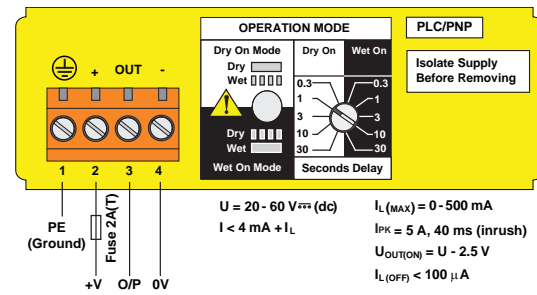 OPERATION MODE
PLC/PNP
Dry On Mode
Dry On
Wet On
Dry
Wet
Isolate Supply
Before Removing
+ OUT -
0.3 0.3
1 1
3 3
10 10
30 30
Dry
Wet
Wet On Mode
Seconds Delay
1 2 3 4
PE
(Ground)
Fuse 2A(T)
+V O/P 0V
U = 20 - 60 V (dc)
I < 4 mA + IL
IL (MAX) = 0 - 500 mA
IPK = 5 A, 40 ms (inrush)
UOUT(ON) = U - 2.5 V
IL (OFF) < 100 µA